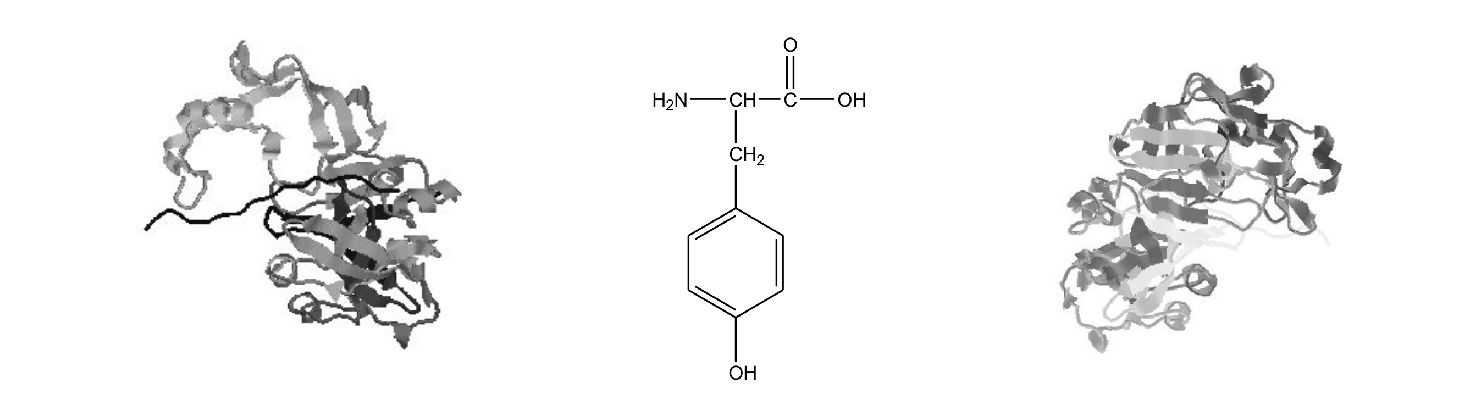 O
H₂N CH C OH
CH₂
OH